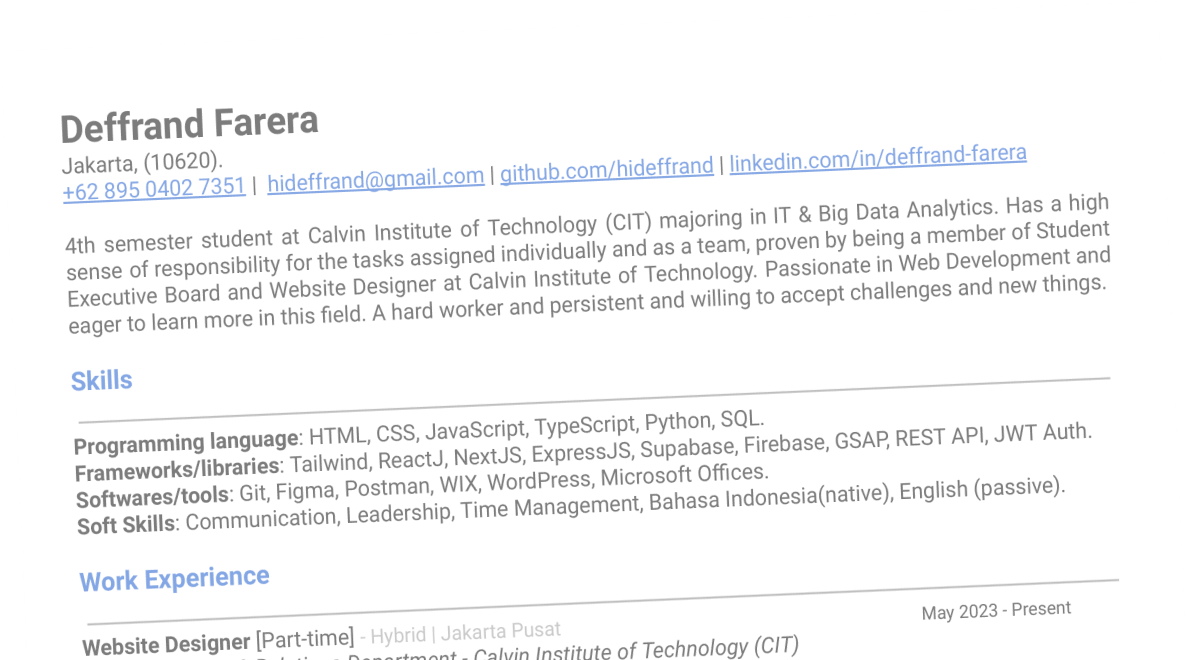 Deffrand Farera
Jakarta, (10620).
+62 895 0402 7351 | hideffrand@gmail.com | github.com/hideffrand | linkedin.com/in/deffrand-farera
4th semester student at Calvin Institute of Technology (CIT) majoring in IT & Big Data Analytics. Has a high
sense of responsibility for the tasks assigned individually and as a team, proven by being a member of Student
Executive Board and Website Designer at Calvin Institute of Technology. Passionate in Web Development and
eager to learn more in this field. A hard worker and persistent and willing to accept challenges and new things.
Skills
Programming language: HTML, CSS, JavaScript, TypeScript, Python, SQL.
Frameworks/libraries: Tailwind, ReactJ, NextJS, ExpressJS, Supabase, Firebase, GSAP, REST API, JWT Auth.
Softwares/tools: Git, Figma, Postman, WIX, WordPress, Microsoft Offices.
Soft Skills: Communication, Leadership, Time Management, Bahasa Indonesia(native), English (passive).
Work Experience
Website Designer [Part-time] - Hybrid | Jakarta Pusat May 2023 - Present
Department - Calvin Institute of Technology (CIT)